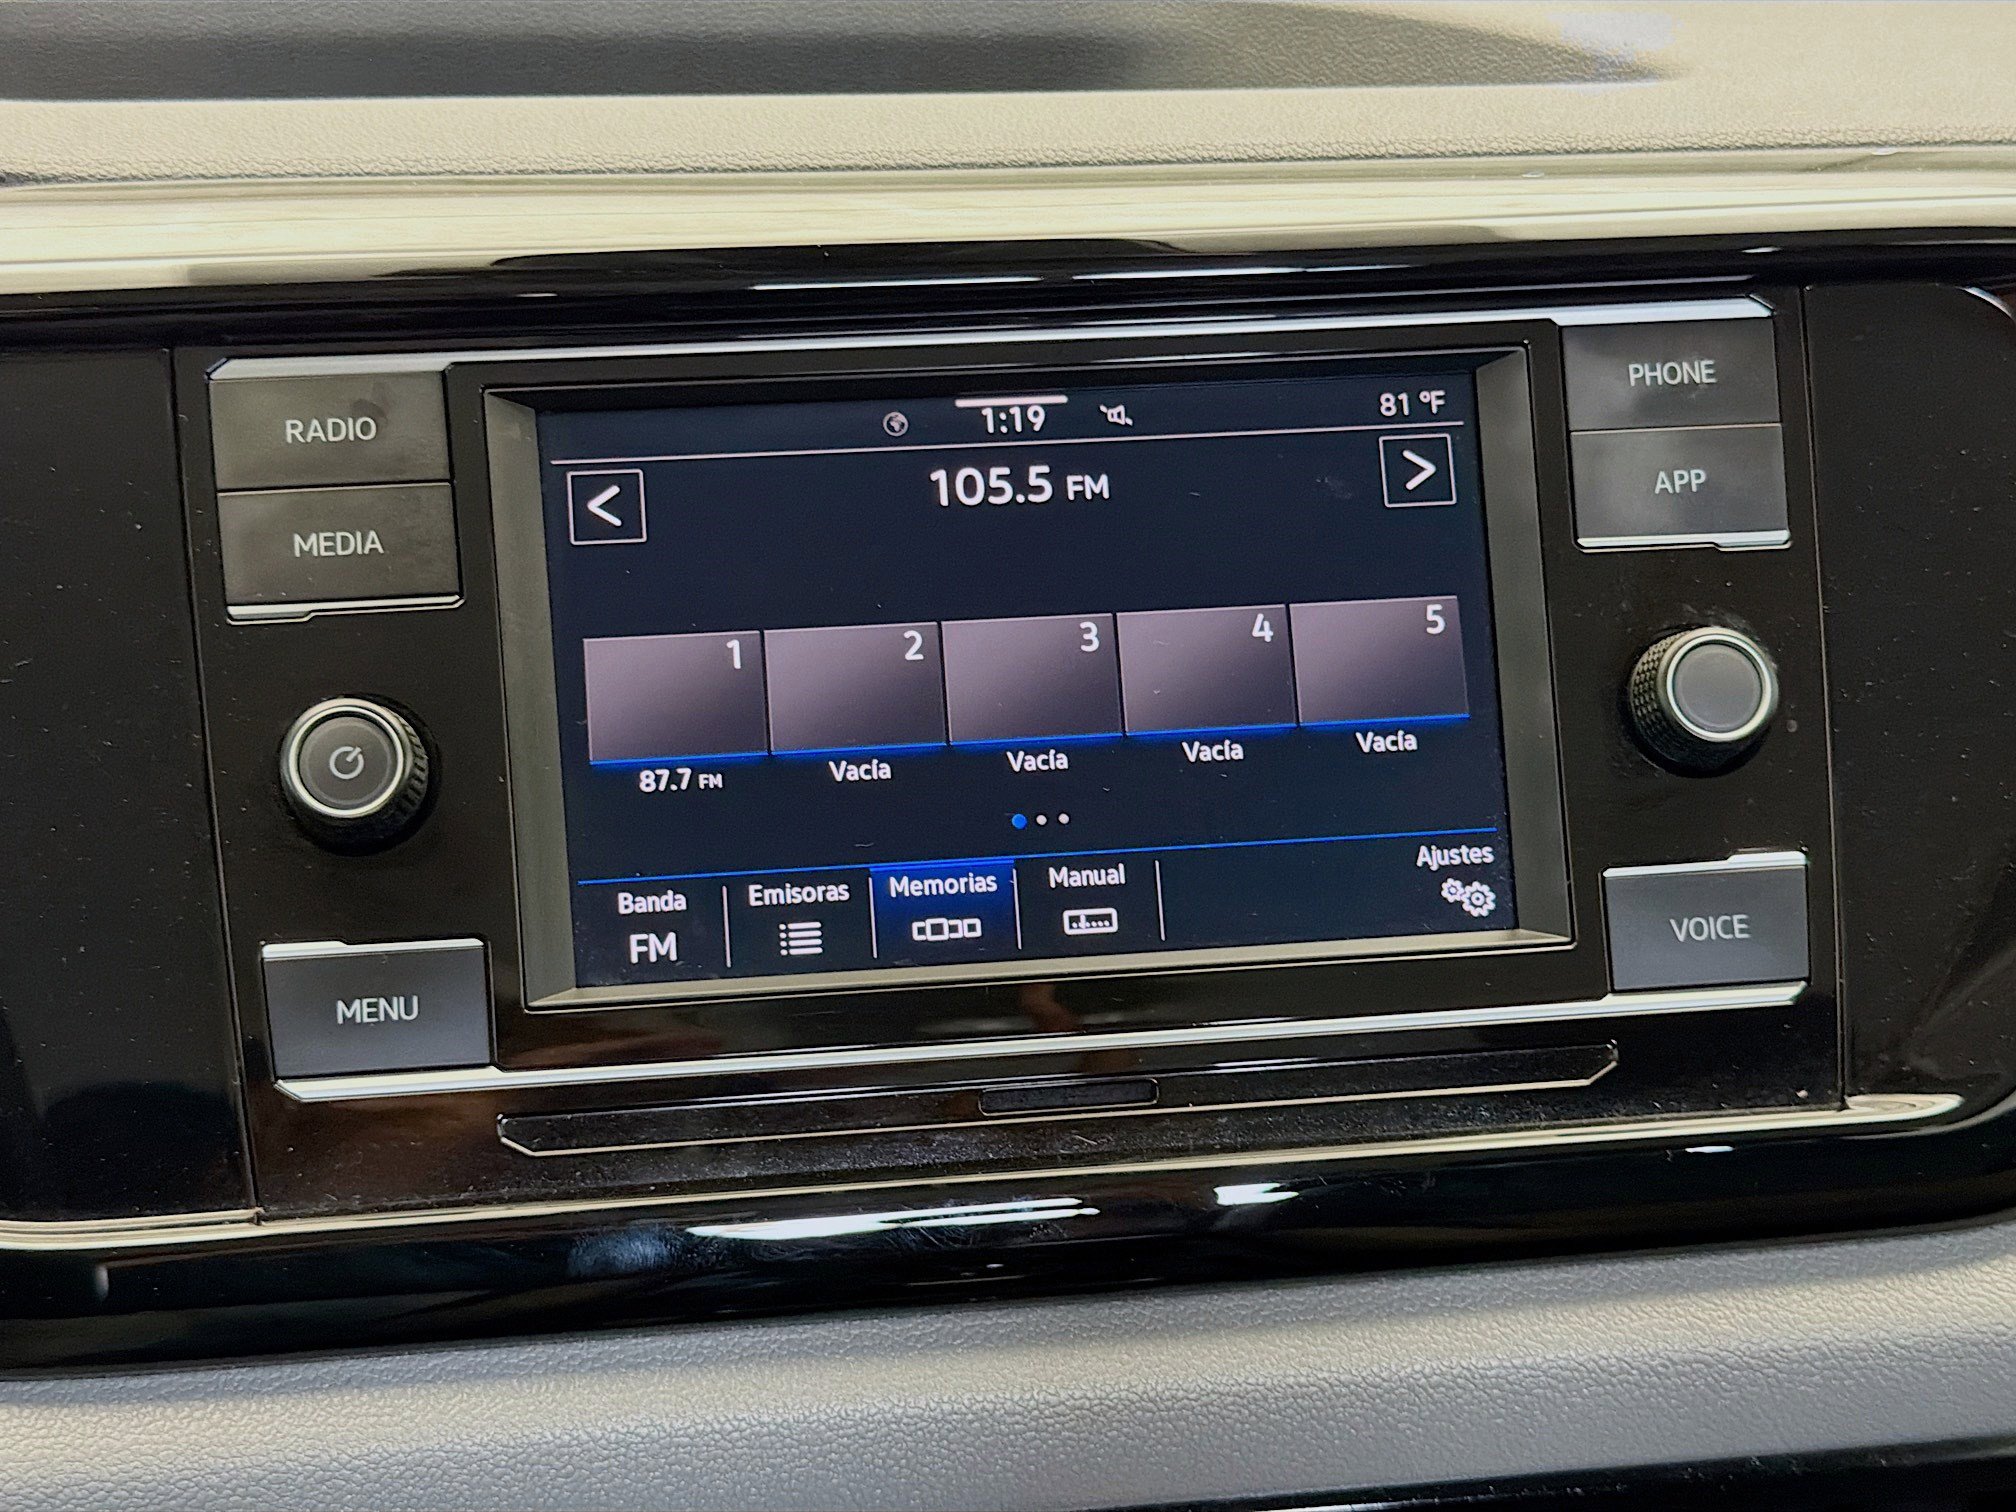 RADIO
MEDIA
MENU
1:19
81 °F
<
105.5 FM
>
1
2
3
4
5
87.7 FM
Vacía
Vacía
Vacía
Vacía
Banda
FM
Emisoras
Memorias
Manual
Ajustes
PHONE
APP
VOICE